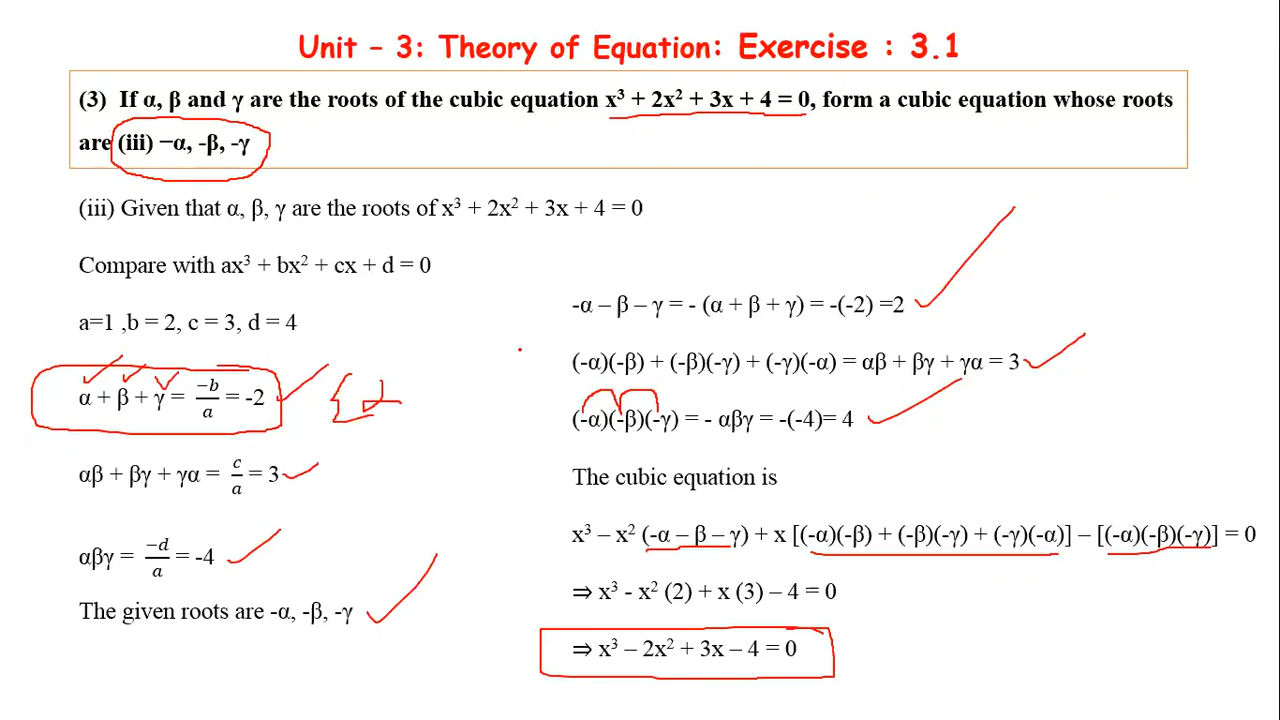 Unit – 3: Theory of Equation: Exercise : 3.1
(3) If α, β and γ are the roots of the cubic equation x³ + 2x² + 3x + 4 = 0, form a cubic equation whose roots
are (iii) −α, -β, -γ
(iii) Given that α, β, γ are the roots of x³ + 2x² + 3x + 4 = 0
Compare with ax³ + bx² + cx + d = 0
a=1 ,b = 2, c = 3, d = 4
α + β + γ = −b/a = -2
αβ + βγ + γα = c/a = 3
αβγ = −d/a = -4
The given roots are -α, -β, -γ
-α – β – γ = - (α + β + γ) = -(-2) =2
(-α)(-β) + (-β)(-γ) + (-γ)(-α) = αβ + βγ + γα = 3
(-α)(-β)(-γ) = - αβγ = -(-4)= 4
The cubic equation is
x³ – x² (-α – β – γ) + x [(-α)(-β) + (-β)(-γ) + (-γ)(-α)] – [(-α)(-β)(-γ)] = 0
⇒ x³ - x² (2) + x (3) – 4 = 0
⇒ x³ – 2x² + 3x – 4 = 0